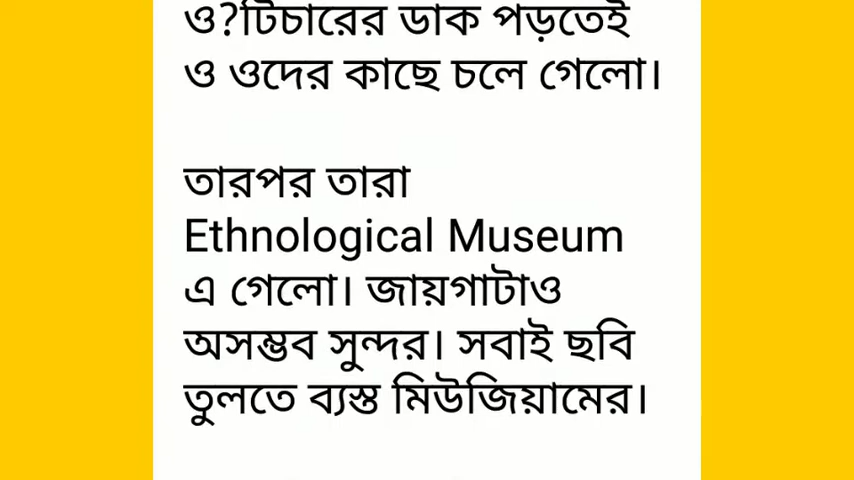 ও?টিচারের ডাক পড়তেই
ও ওদের কাছে চলে গেলো।
তারপর তারা
Ethnological Museum
এ গেলো। জায়গাটাও
অসম্ভব সুন্দর। সবাই ছবি
তুলতে ব্যস্ত মিউজিয়ামের।